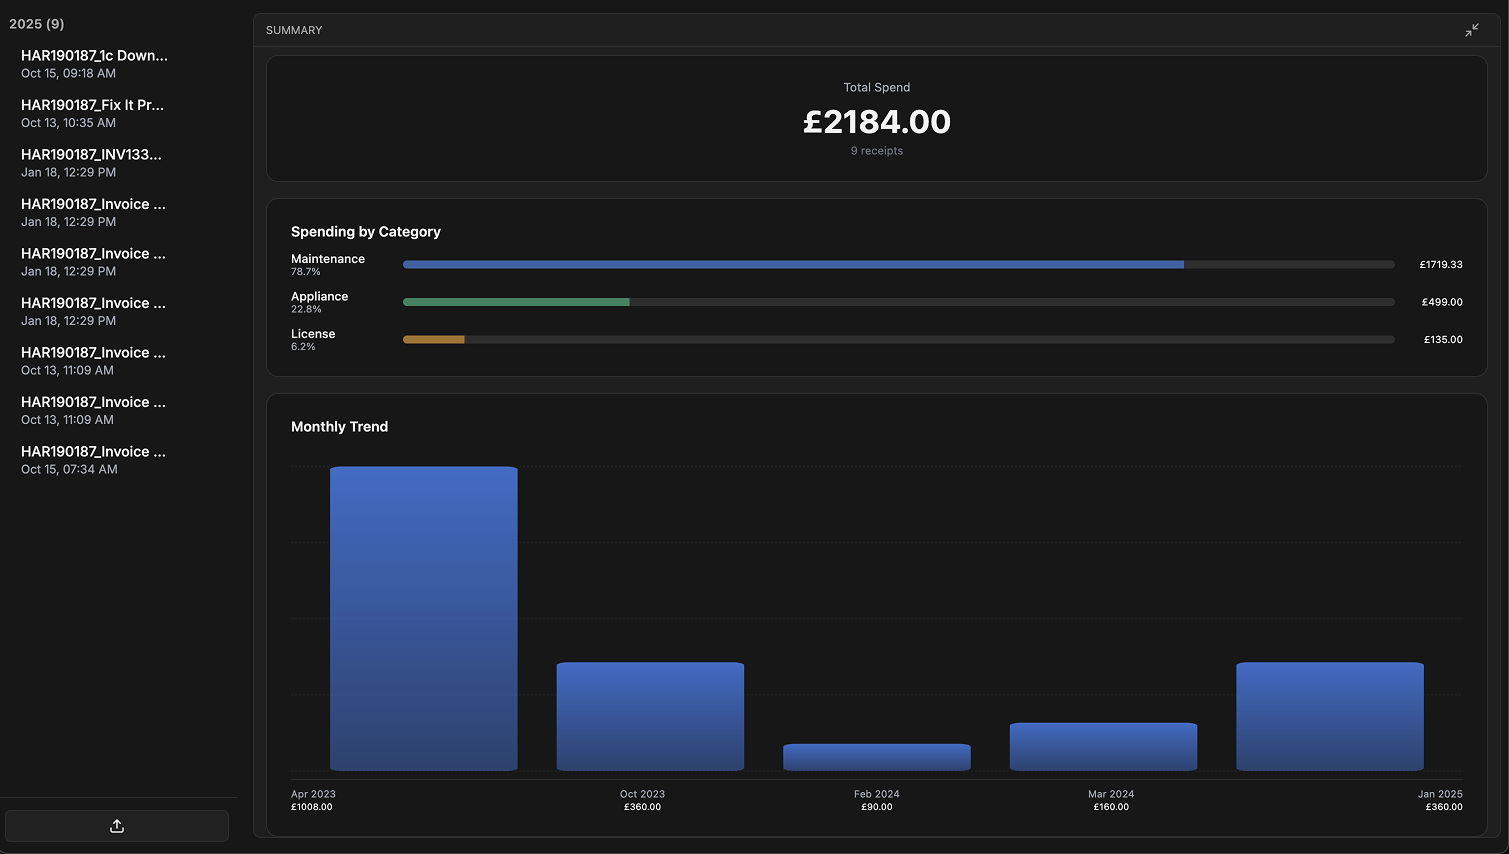 2025 (9)
HAR190187_1c Down...
Oct 15, 09:18 AM
HAR190187_Fix It Pr...
Oct 13, 10:35 AM
HAR190187_INV133...
Jan 18, 12:29 PM
HAR190187_Invoice ...
Jan 18, 12:29 PM
HAR190187_Invoice ...
Jan 18, 12:29 PM
HAR190187_Invoice ...
Jan 18, 12:29 PM
HAR190187_Invoice ...
Oct 13, 11:09 AM
HAR190187_Invoice ...
Oct 13, 11:09 AM
HAR190187_Invoice ...
Oct 15, 07:34 AM
SUMMARY
Total Spend
£2184.00
9 receipts
Spending by Category
Maintenance
78.7%
£1719.33
Appliance
22.8%
£499.00
License
6.2%
£135.00
Monthly Trend
Apr 2023
£1008.00
Oct 2023
£360.00
Feb 2024
£90.00
Mar 2024
£160.00
Jan 2025
£360.00